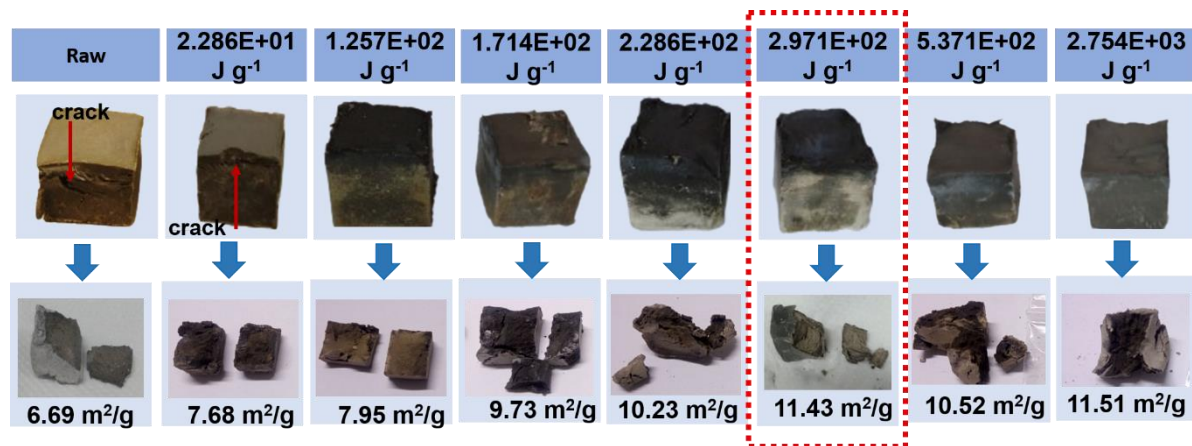 Raw
2.286E+01
J g⁻¹
1.257E+02
J g⁻¹
1.714E+02
J g⁻¹
2.286E+02
J g⁻¹
2.971E+02
J g⁻¹
5.371E+02
J g⁻¹
2.754E+03
J g⁻¹
crack
crack
6.69 m²/g
7.68 m²/g
7.95 m²/g
9.73 m²/g
10.23 m²/g
11.43 m²/g
10.52 m²/g
11.51 m²/g